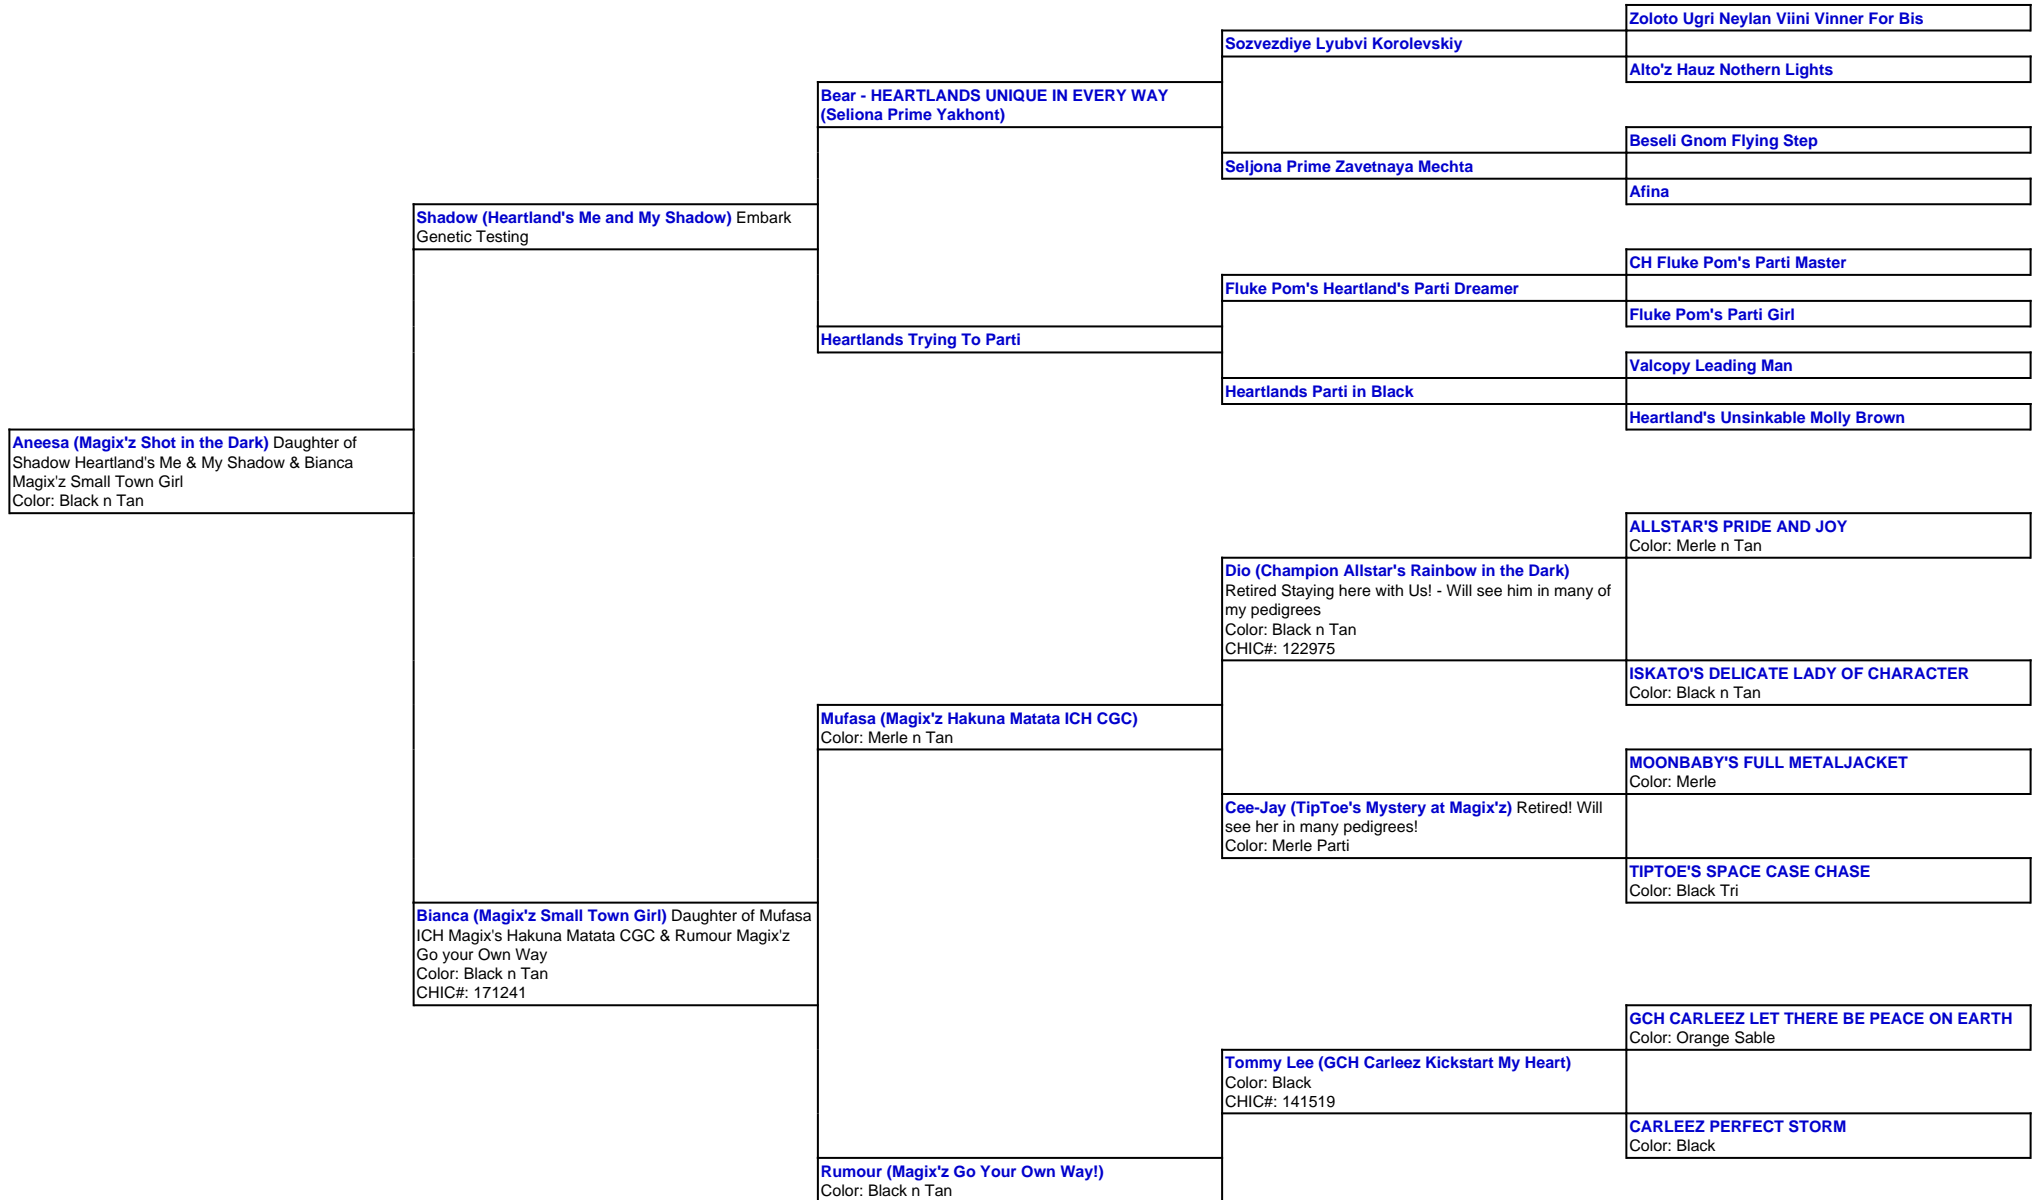 Zoloto Ugri Neylan Viini Vinner For Bis
Sozvezdiye Lyubvi Korolevskiy
Alto'z Hauz Nothern Lights
Bear - HEARTLANDS UNIQUE IN EVERY WAY
(Seliona Prime Yakhont)
Beseli Gnom Flying Step
Seljona Prime Zavetnaya Mechta
Afina
Shadow (Heartland's Me and My Shadow) Embark
Genetic Testing
CH Fluke Pom's Parti Master
Fluke Pom's Heartland's Parti Dreamer
Fluke Pom's Parti Girl
Heartlands Trying To Parti
Valcopy Leading Man
Heartlands Parti in Black
Heartland's Unsinkable Molly Brown
Aneesa (Magix'z Shot in the Dark) Daughter of
Shadow Heartland's Me & My Shadow & Bianca
Magix'z Small Town Girl
Color: Black n Tan
ALLSTAR'S PRIDE AND JOY
Color: Merle n Tan
Dio (Champion Allstar's Rainbow in the Dark)
Retired Staying here with Us! - Will see him in many of
my pedigrees
Color: Black n Tan
CHIC#: 122975
ISKATO'S DELICATE LADY OF CHARACTER
Color: Black n Tan
Mufasa (Magix'z Hakuna Matata ICH CGC)
Color: Merle n Tan
MOONBABY'S FULL METALJACKET
Color: Merle
Cee-Jay (TipToe's Mystery at Magix'z) Retired! Will
see her in many pedigrees!
Color: Merle Parti
TIPTOE'S SPACE CASE CHASE
Color: Black Tri
Bianca (Magix'z Small Town Girl) Daughter of Mufasa
ICH Magix's Hakuna Matata CGC & Rumour Magix'z
Go your Own Way
Color: Black n Tan
CHIC#: 171241
GCH CARLEEZ LET THERE BE PEACE ON EARTH
Color: Orange Sable
Tommy Lee (GCH Carleez Kickstart My Heart)
Color: Black
CHIC#: 141519
CARLEEZ PERFECT STORM
Color: Black
Rumour (Magix'z Go Your Own Way!)
Color: Black n Tan